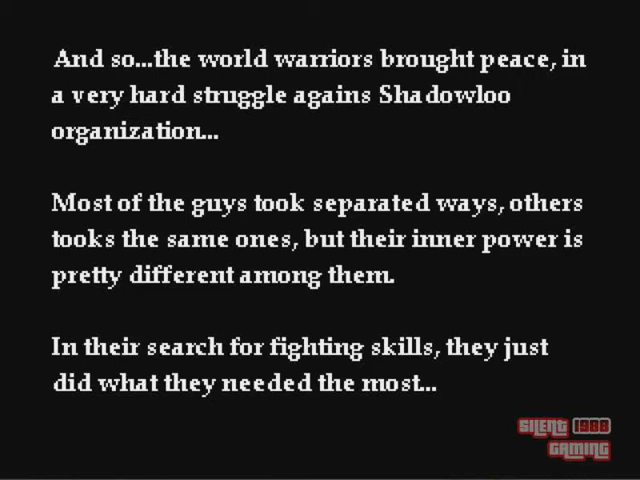 And so...the world warriors brought peace, in
a very hard struggle agains Shadowloo
organization...
Most of the guys took separated ways, others
tooks the same ones, but their inner power is
pretty different among them.
In their search for fighting skills, they just
did what they needed the most...
SILENT 1988
GAMING